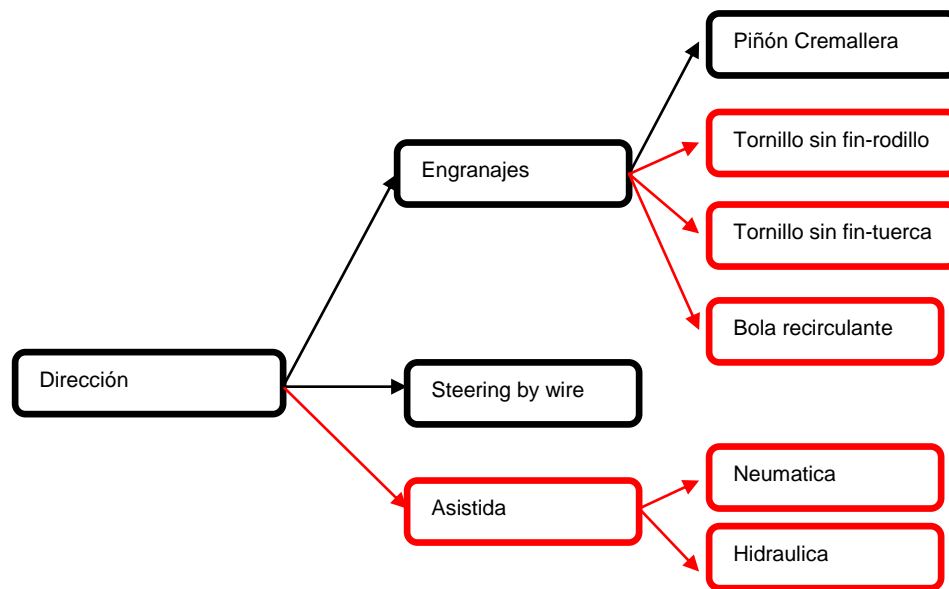 Piñón Cremallera
Tornillo sin fin-rodillo
Engranajes
Tornillo sin fin-tuerca
Bola recirculante
Dirección
Steering by wire
Neumatica
Asistida
Hidraulica